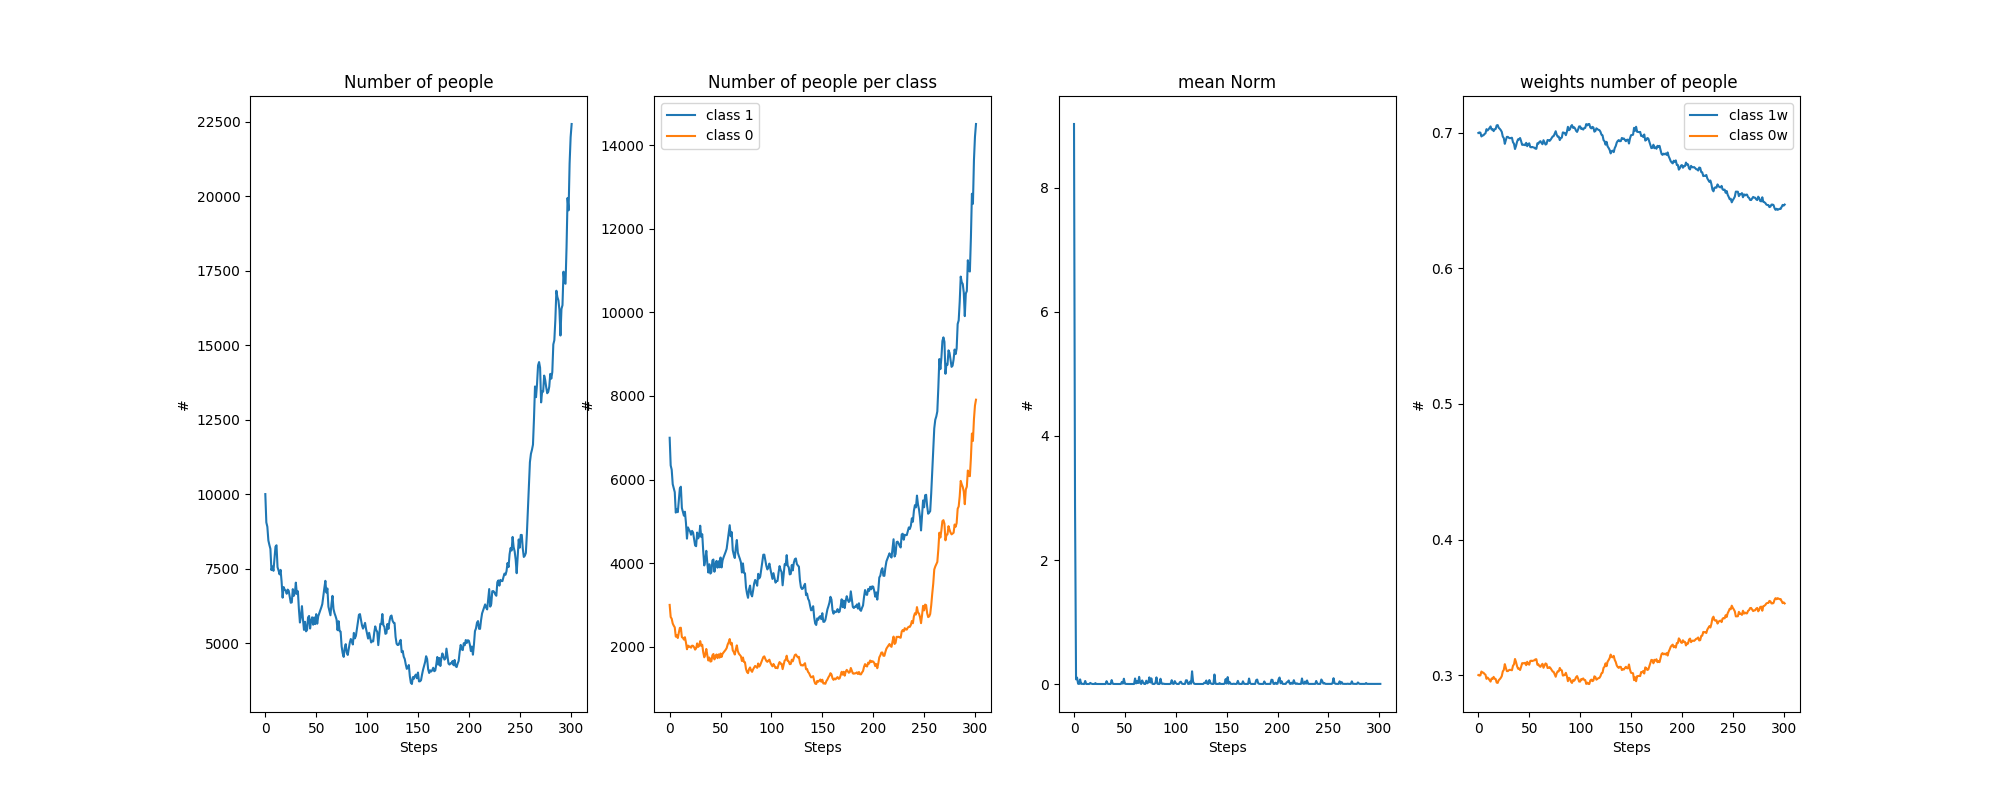 Number of people
22500
20000
17500
15000
12500
10000
7500
5000
#
0 50 100 150 200 250 300
Steps
Number of people per class
class 1
class 0
14000
12000
10000
8000
6000
4000
2000
#
0 50 100 150 200 250 300
Steps
mean Norm
8
6
4
2
0
#
0 50 100 150 200 250 300
Steps
weights number of people
class 1w
class 0w
0.7
0.6
0.5
0.4
0.3
#
0 50 100 150 200 250 300
Steps